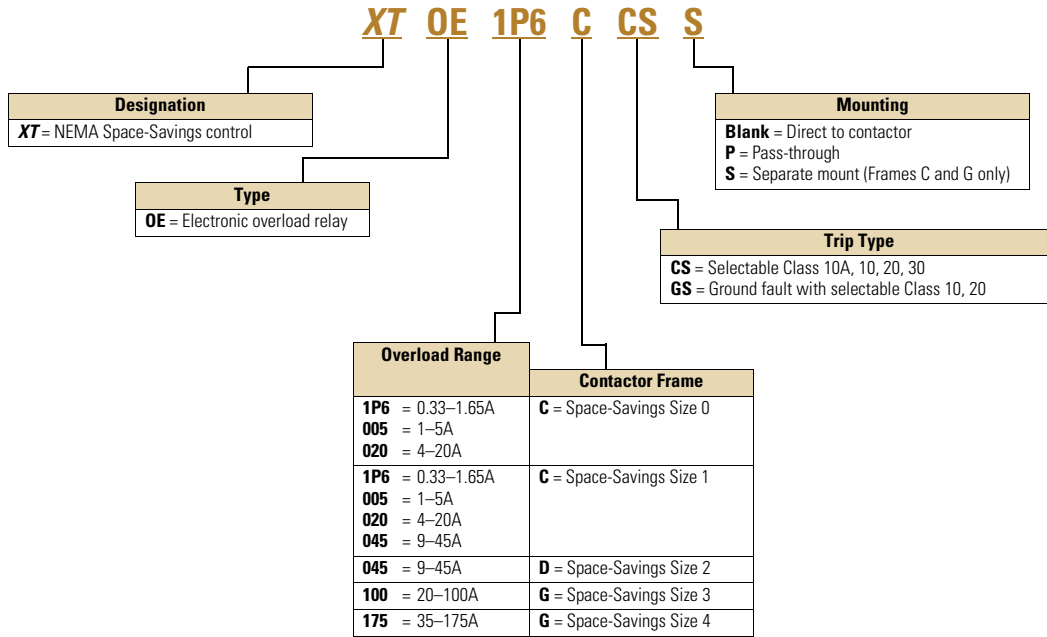 XT OE 1P6 C CS S
Designation
XT = NEMA Space-Savings control
Type
OE = Electronic overload relay
Mounting
Blank = Direct to contactor
P = Pass-through
S = Separate mount (Frames C and G only)
Trip Type
CS = Selectable Class 10A, 10, 20, 30
GS = Ground fault with selectable Class 10, 20
Overload Range
Contactor Frame
1P6 = 0.33–1.65A
C = Space-Savings Size 0
005 = 1–5A
020 = 4–20A
1P6 = 0.33–1.65A
C = Space-Savings Size 1
005 = 1–5A
020 = 4–20A
045 = 9–45A
045 = 9–45A
D = Space-Savings Size 2
100 = 20–100A
G = Space-Savings Size 3
175 = 35–175A
G = Space-Savings Size 4